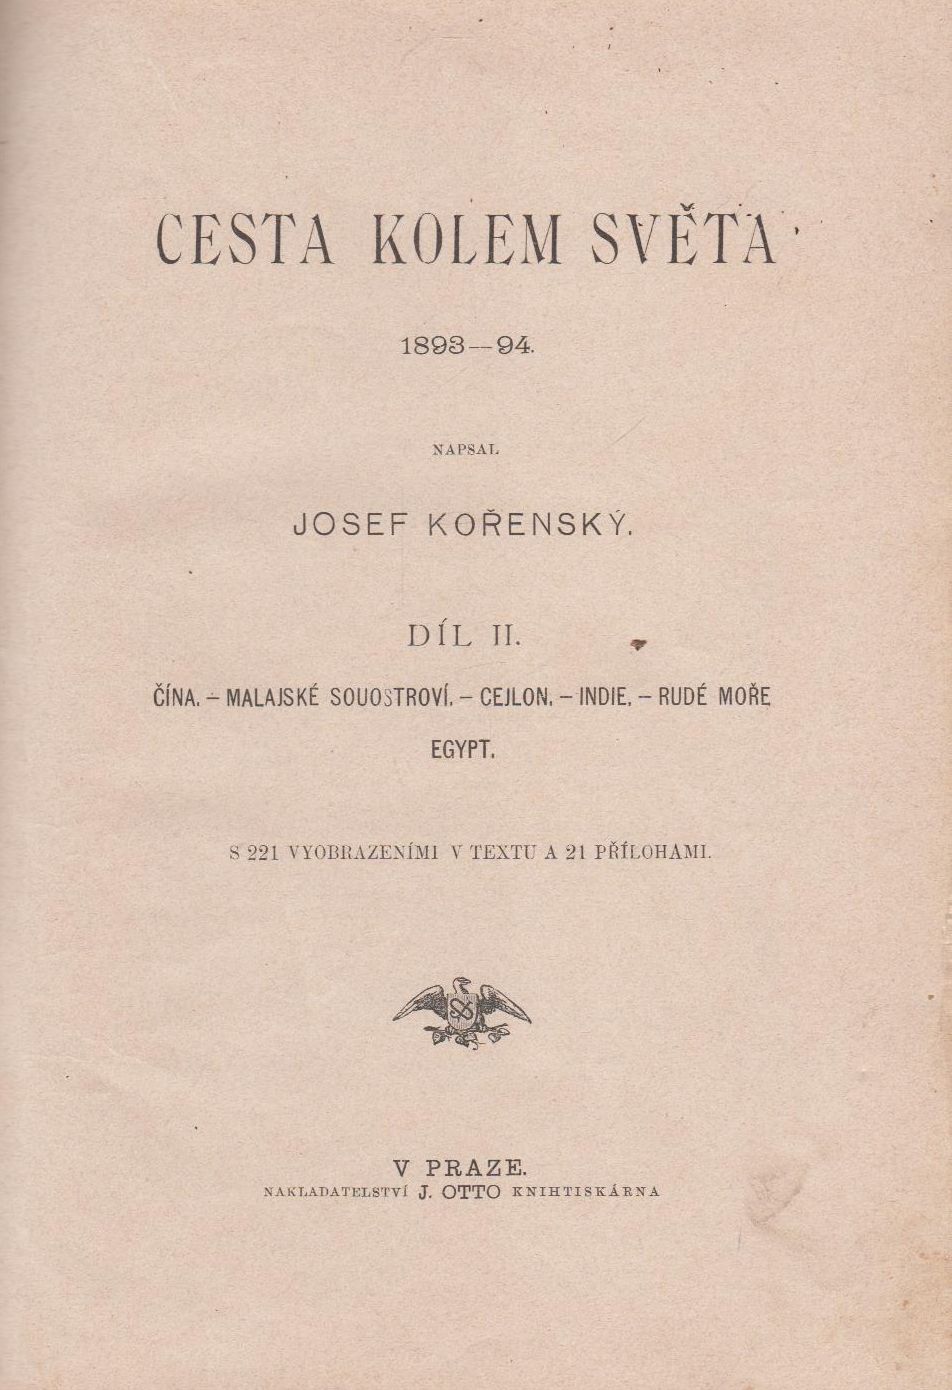 CESTA KOLEM SVĚTA
1893—94.
NAPSAL
JOSEF KOŘENSKÝ.
DÍL II.
ČÍNA. – MALAJSKÉ SOUOSTROVÍ. – CEJLON. – INDIE. – RUDÉ MOŘE
EGYPT.
S 221 VYOBRAZENÍMI V TEXTU A 21 PŘÍLOHAMI.
V PRAZE.
NAKLADATELSTVÍ J. OTTO KNIHTISKÁRNA